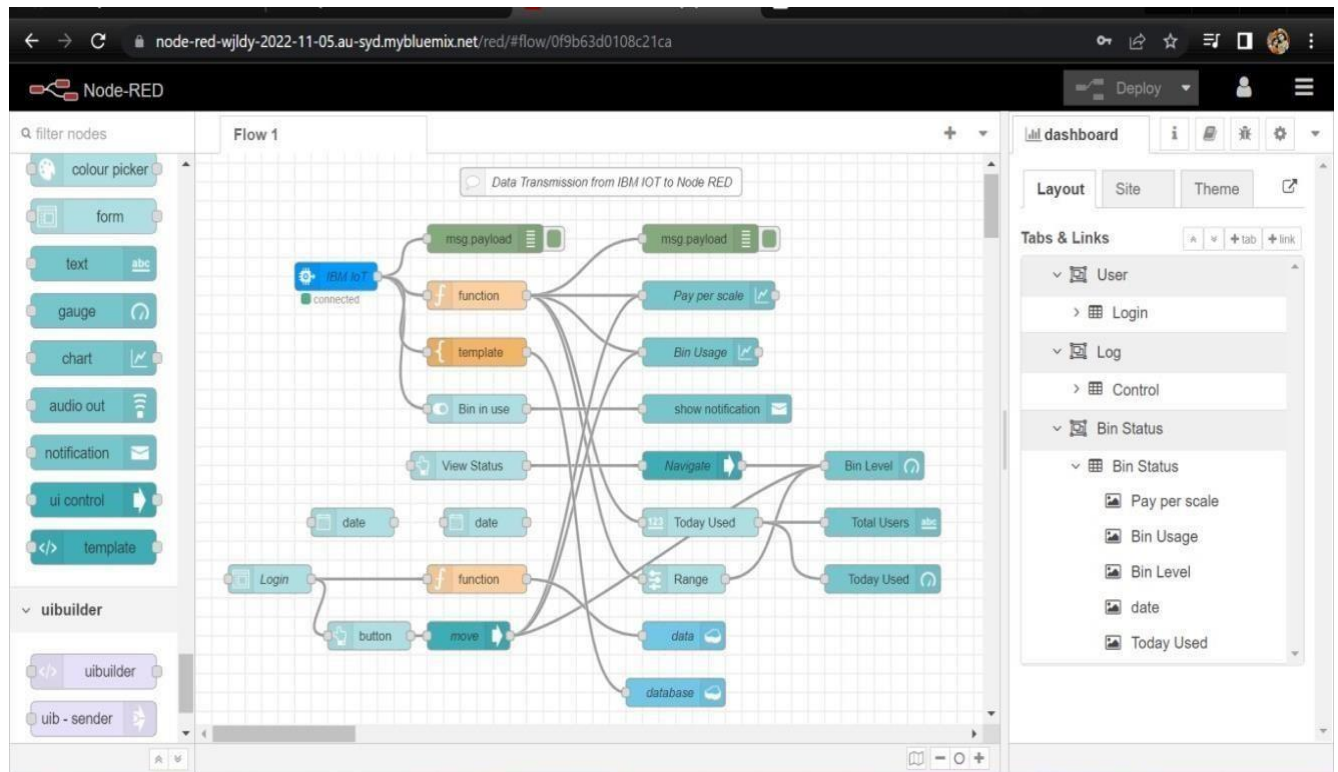 node-red-wjldy-2022-11-05.au-syd.mybluemix.net/red/#flow/0f9b63d0108c21ca
Node-RED
Deploy
filter nodes
colour picker
form
text
abc
gauge
chart
audio out
notification
ui control
</> template
uibuilder
</> uibuilder
uib - sender
Flow 1
Data Transmission from IBM IOT to Node RED
msg.payload
msg.payload
IBM IoT
connected
function
Pay per scale
template
Bin Usage
Bin in use
show notification
View Status
Navigate
Bin Level
date
date
123 Today Used
Total Users abc
Login
function
Range
Today Used
button
move
data
database
dashboard
i
Layout
Site
Theme
Tabs & Links
+ tab
+ link
User
Login
Log
Control
Bin Status
Bin Status
Pay per scale
Bin Usage
Bin Level
date
Today Used